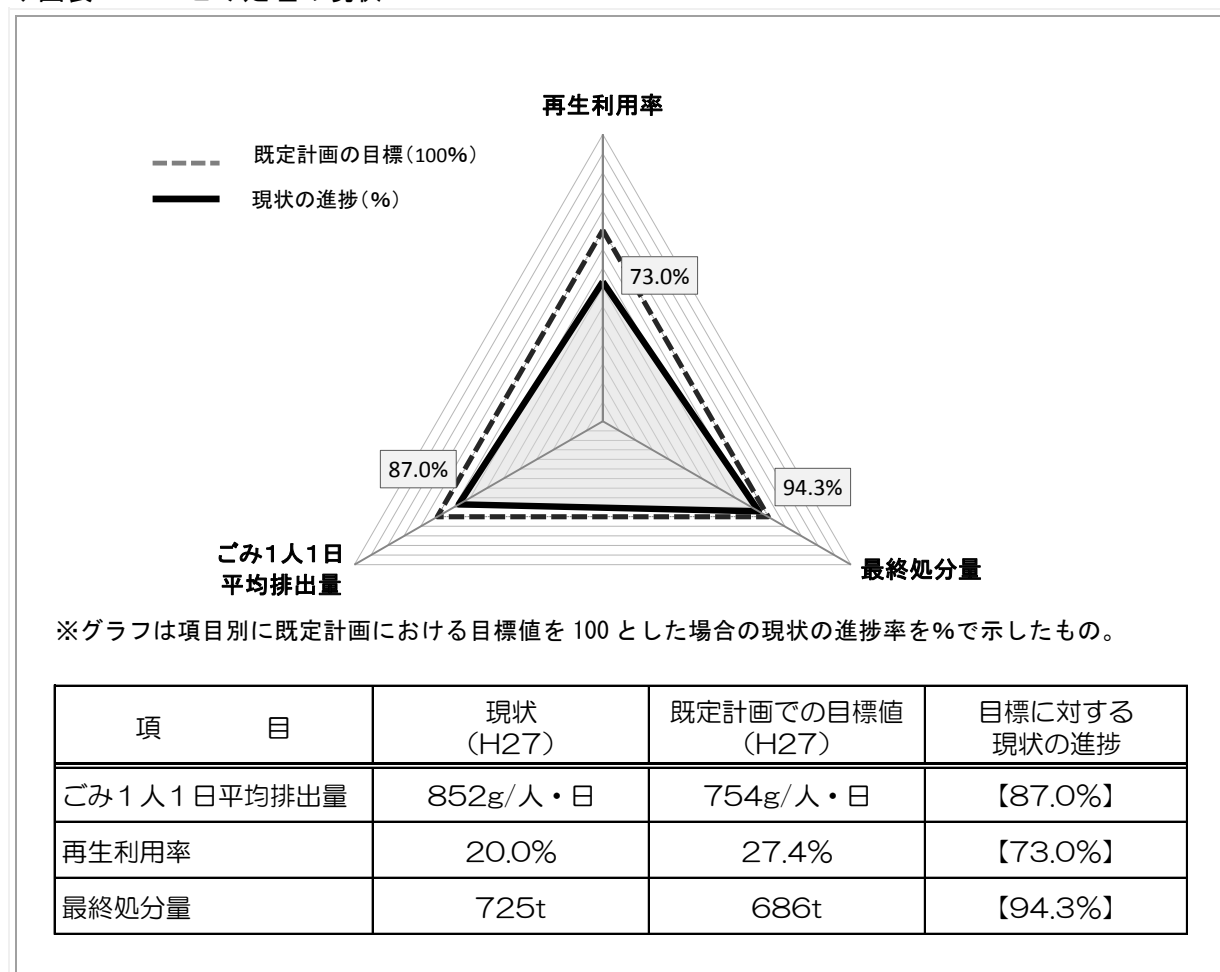 再生利用率
既定計画の目標(100%)
現状の進捗(%)
73.0%
87.0%
94.3%
ごみ1人1日
平均排出量
最終処分量
※グラフは項目別に既定計画における目標値を 100 とした場合の現状の進捗率を%で示したもの。
項　目 現状 (H27) 既定計画での目標値 (H27) 目標に対する 現状の進捗
ごみ1人1日平均排出量 852g/人・日 754g/人・日 【87.0%】
再生利用率 20.0% 27.4% 【73.0%】
最終処分量 725t 686t 【94.3%】